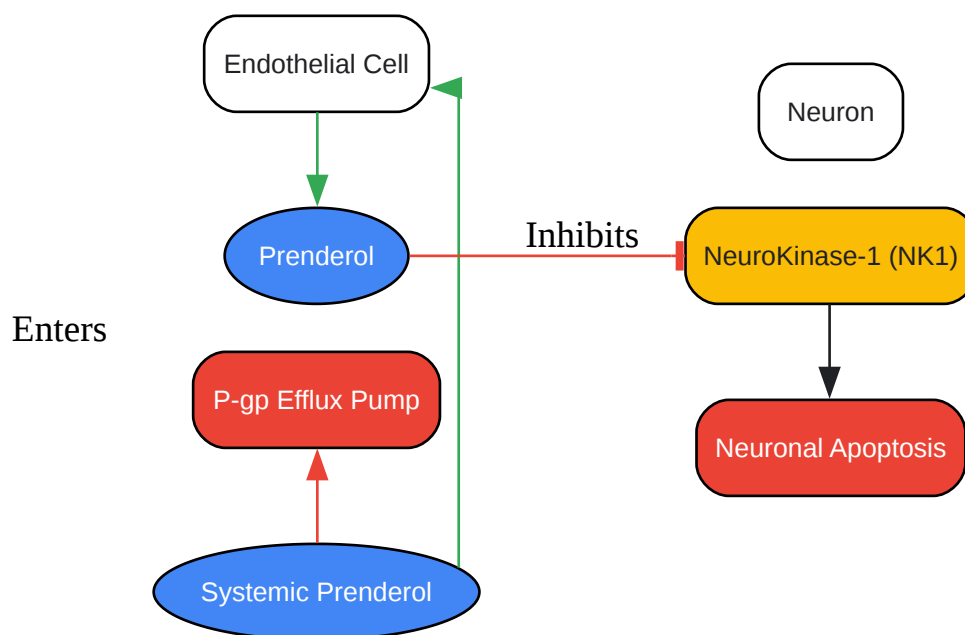 Endothelial Cell
Neuron
Prenderol
Inhibits
NeuroKinase-1 (NK1)
Enters
P-gp Efflux Pump
Neuronal Apoptosis
Systemic Prenderol